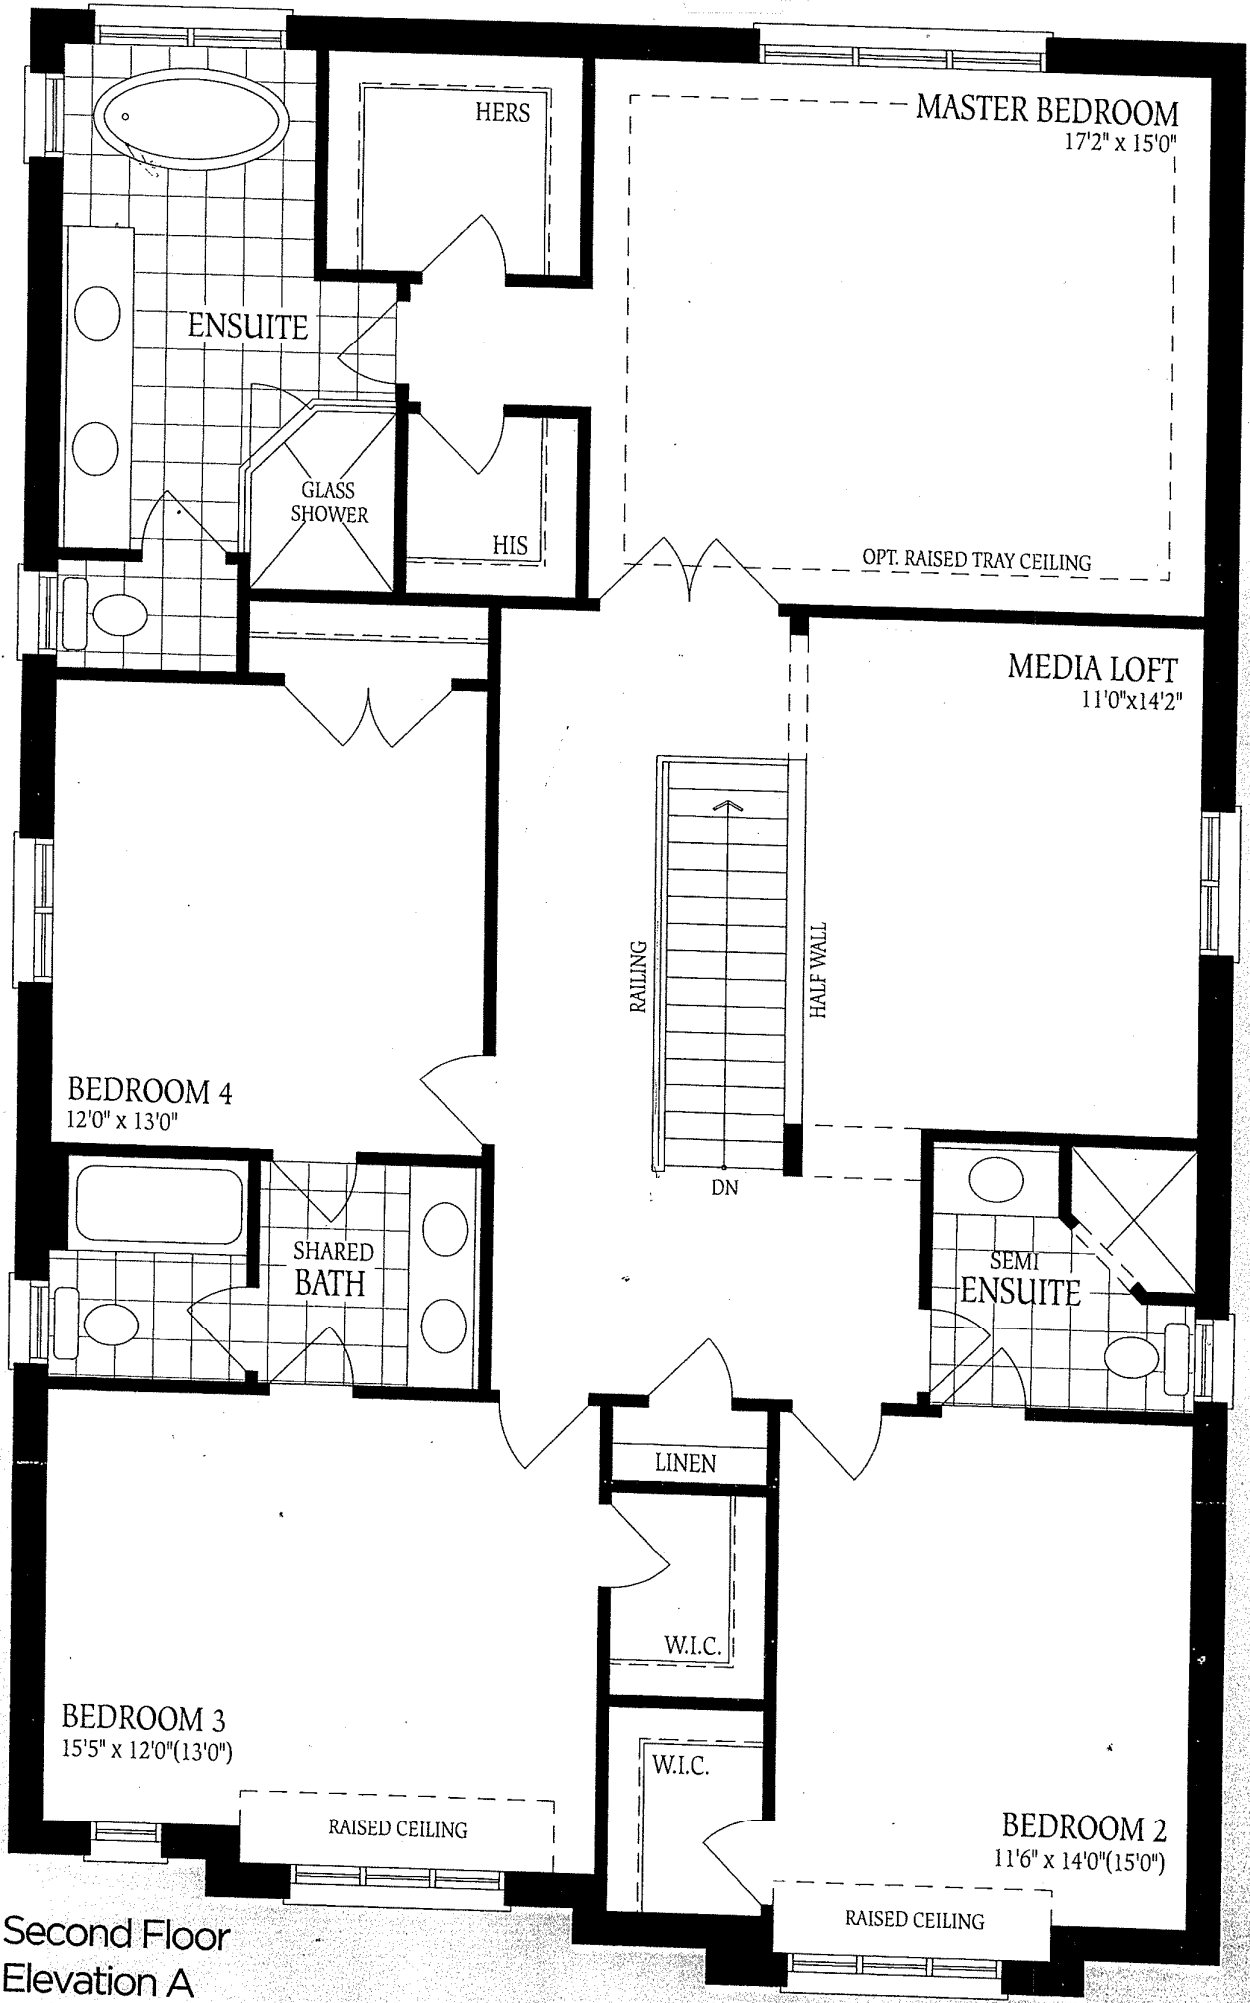 HERS
MASTER BEDROOM
17'2" x 15'0"
ENSUITE
GLASS
SHOWER
HIS
OPT. RAISED TRAY CEILING
MEDIA LOFT
11'0"x14'2"
RAILING
HALF WALL
BEDROOM 4
12'0" x 13'0"
DN
SHARED
BATH
SEMI
ENSUITE
LINEN
W.I.C.
BEDROOM 3
15'5" x 12'0"(13'0")
W.I.C.
RAISED CEILING
BEDROOM 2
11'6" x 14'0"(15'0")
RAISED CEILING
Second Floor
Elevation A